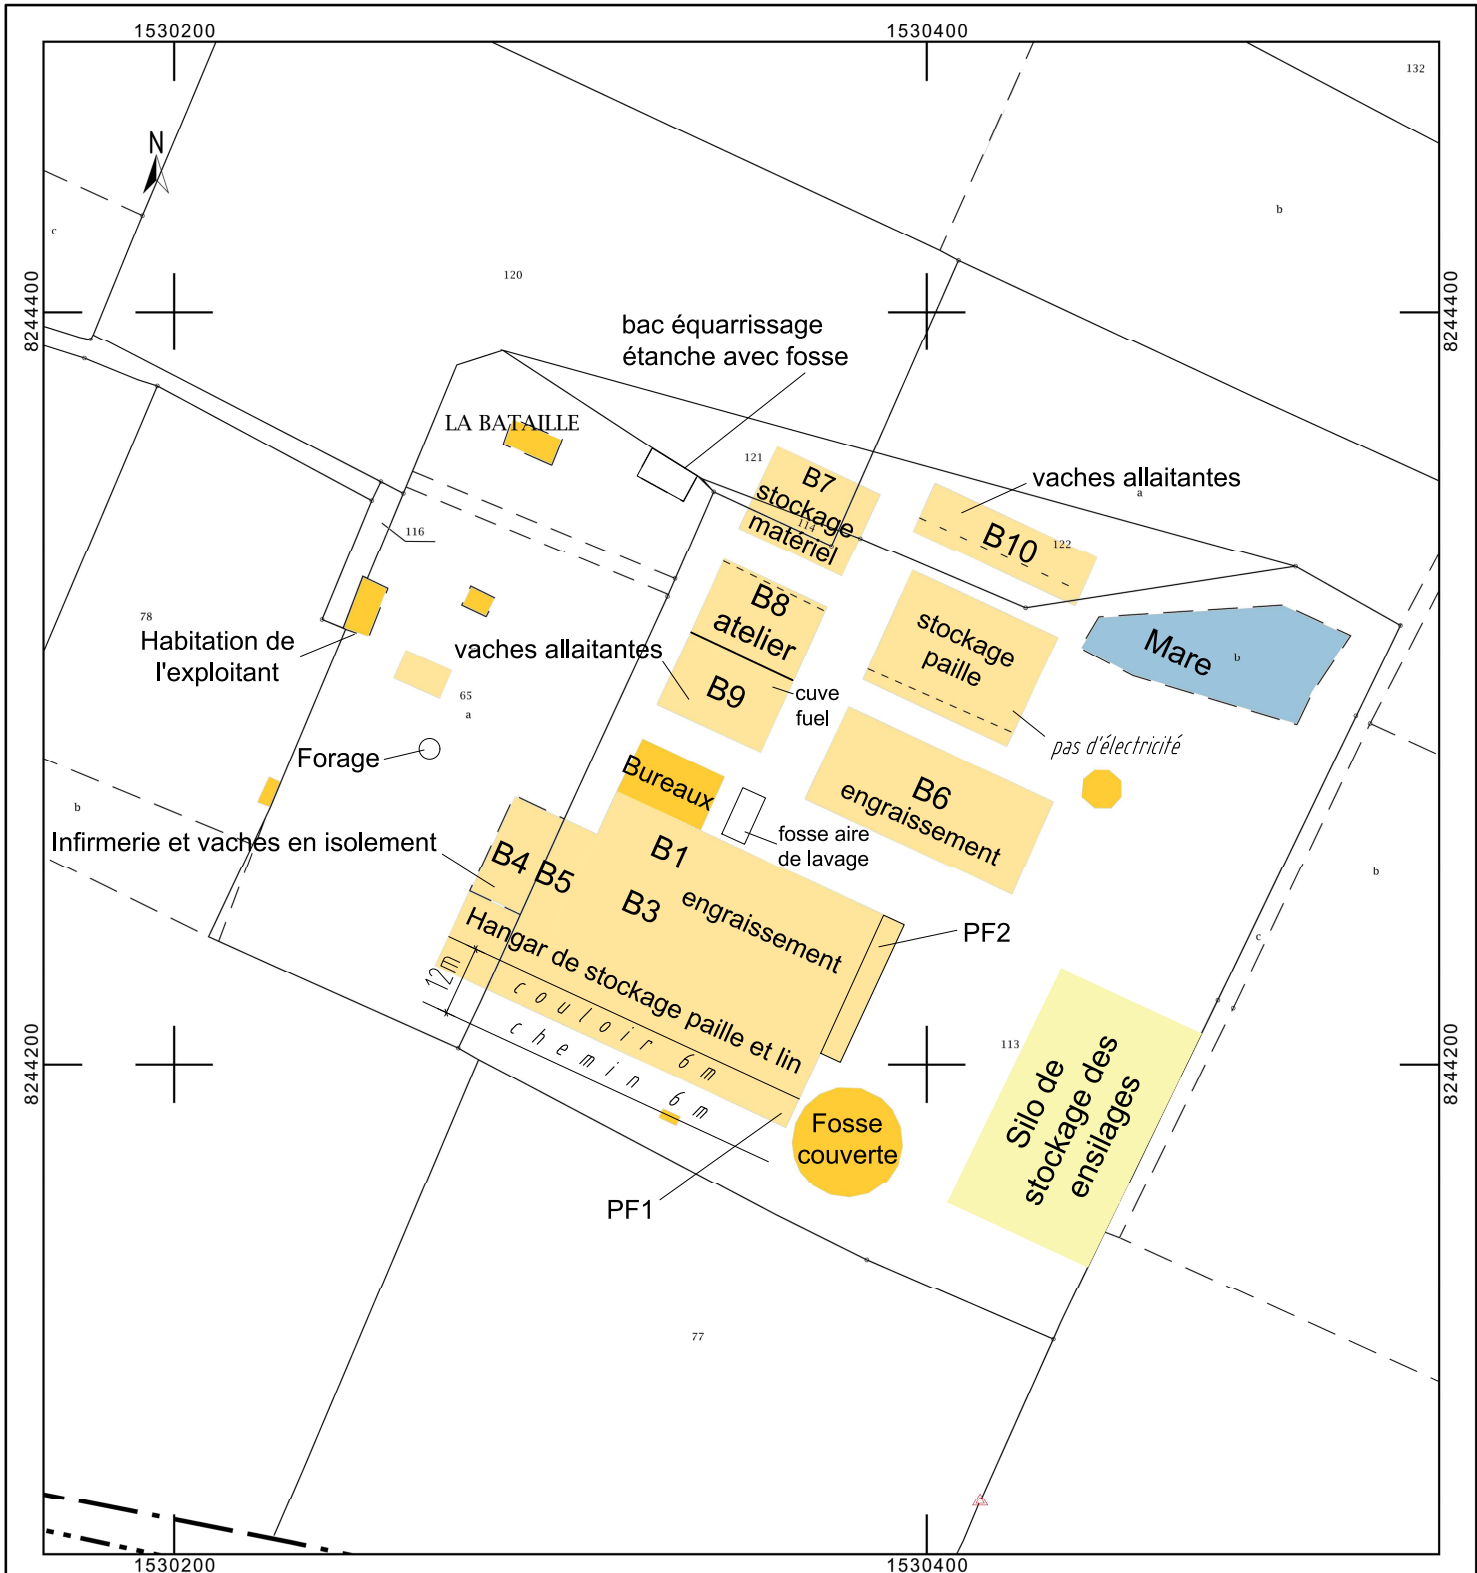 1530200
1530400
132
N
b
c
120
8244400
8244400
bac équarrissage
étanche avec fosse
LA BATAILLE
121
B7
stockage
114
matériel
vaches allaitantes
a
B10
122
116
78
Habitation de
l'exploitant
B8
atelier
vaches allaitantes
B9
cuve
fuel
stockage
paille
Mare
b
65
a
pas d'électricité
Forage
Bureaux
b
B6
engraissement
fosse aire
de lavage
Infirmerie et vaches en isolement
B4
B5
B1
B3
engraissement
b
PF2
c
Hangar de stockage paille et lin
12m
couloir 6m
chemin 6m
8244200
8244200
113
Silo de
stockage des
ensilages
Fosse
couverte
PF1
77
1530200
1530400